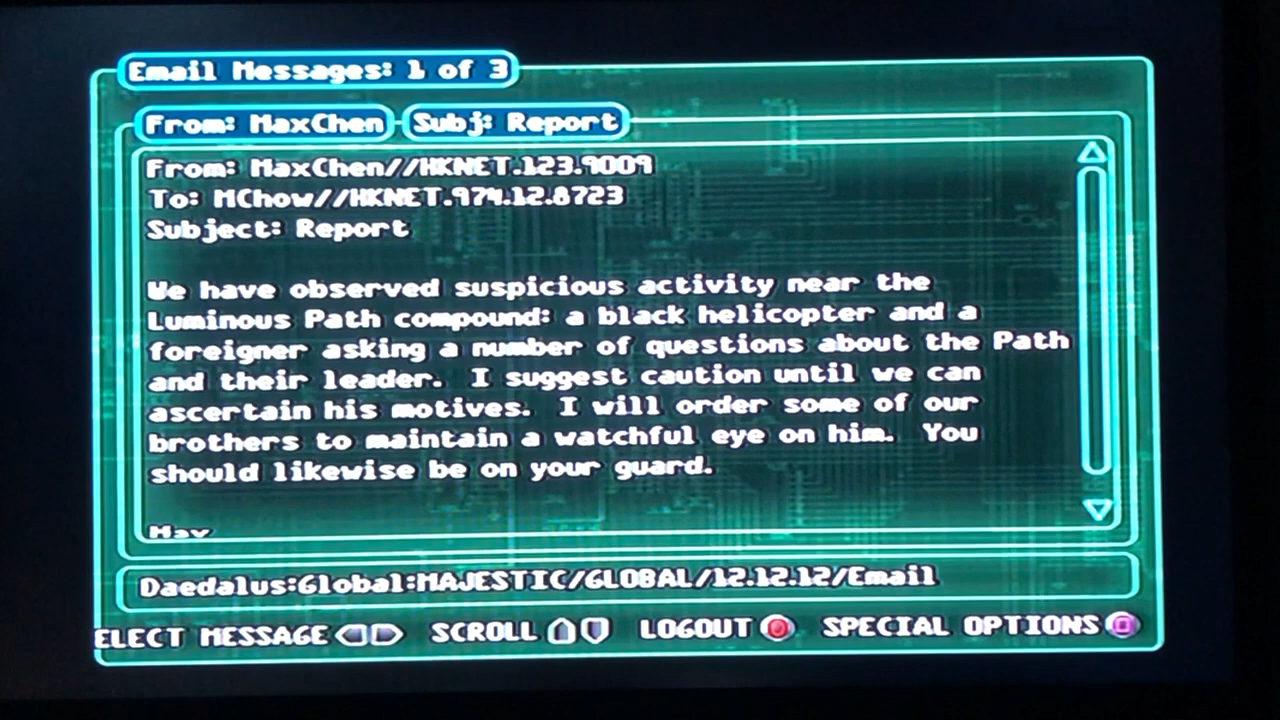 Email Messages: 1 of 3
From: MaxChen Subj: Report
From: MaxChen//HKNET.123.9009
To: MChow//HKNET.974.12.8723
Subject: Report
We have observed suspicious activity near the
Luminous Path compound: a black helicopter and a
foreigner asking a number of questions about the Path
and their leader. I suggest caution until we can
ascertain his motives. I will order some of our
brothers to maintain a watchful eye on him. You
should likewise be on your guard.
Max
Daedalus:Global:MAJESTIC/GLOBAL/12.12.12/Email
ELECT MESSAGE SCROLL LOGOUT SPECIAL OPTIONS